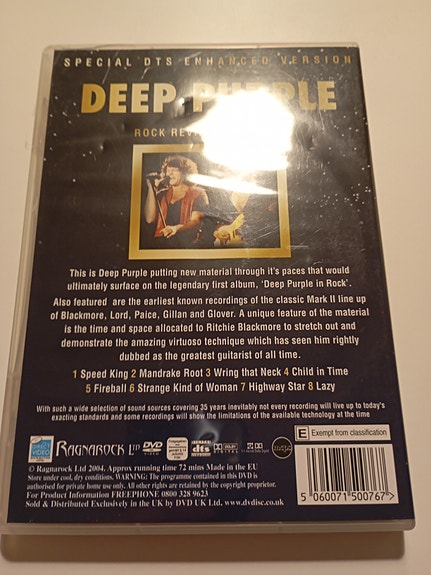 SPECIAL DTS ENHANCED VERSION
DEEP PURPLE
ROCK
This is Deep Purple putting new material through it's paces that would
ultimately surface on the legendary first album, 'Deep Purple in Rock'.
Also featured are the earliest known recordings of the classic Mark II line up
of Blackmore, Lord, Paice, Gillan and Glover. A unique feature of the material
is the time and space allocated to Ritchie Blackmore to stretch out and
demonstrate the amazing virtuoso technique which has seen him rightly
dubbed as the greatest guitarist of all time.
1 Speed King 2 Mandrake Root 3 Wring that Neck 4 Child in Time
5 Fireball 6 Strange Kind of Woman 7 Highway Star 8 Lazy
With such a wide selection of sound sources covering 35 years inevitably not every recording will live up to today's
exacting standards and some recordings will show the limitations of the available technology at the time
E Exempt from classification
RAGNAROCK LTD
DVD
VIDEO
dts
DOLBY
DIGITAL
© Ragnarock Ltd 2004. Approx running time 72 mins Made in the EU
Store under cool, dry conditions. WARNING: The programme contained in this DVD is
authorised for private home use only. All other rights are retained by the copyright proprietor.
For Product Information FREEPHONE 0800 328 9623
Sold & Distributed Exclusively in the UK by DVD UK Ltd. www.dvdisc.co.uk
5 060071 500767 >